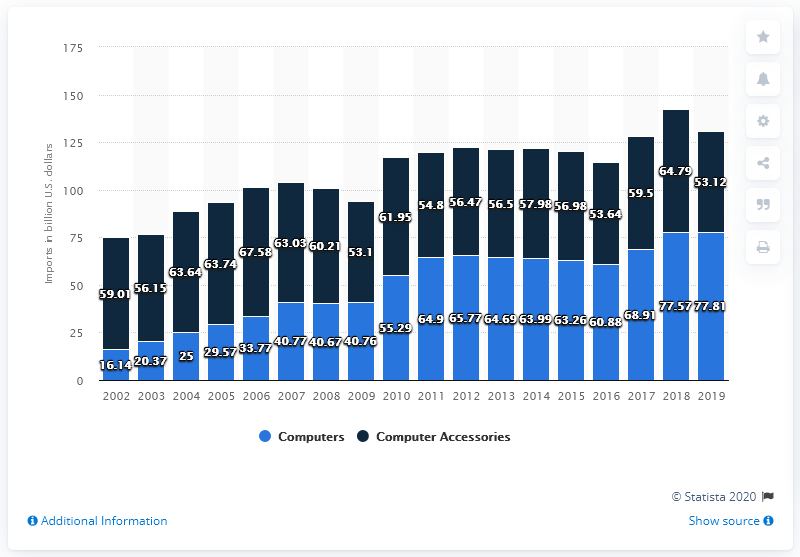 175
150
125
100
75
50
25
0
Imports in billion U.S. dollars
59.01 56.15 63.64 63.74 67.58 63.03 60.21 53.1 61.95 54.8 56.47 56.5 57.98 56.98 53.64 59.5 64.79 53.12
16.14 20.37 25 29.57 33.77 40.77 40.67 40.76 55.29 64.9 65.77 64.69 63.99 63.26 60.88 68.91 77.57 77.81
2002 2003 2004 2005 2006 2007 2008 2009 2010 2011 2012 2013 2014 2015 2016 2017 2018 2019
Computers Computer Accessories
© Statista 2020
Additional Information Show source